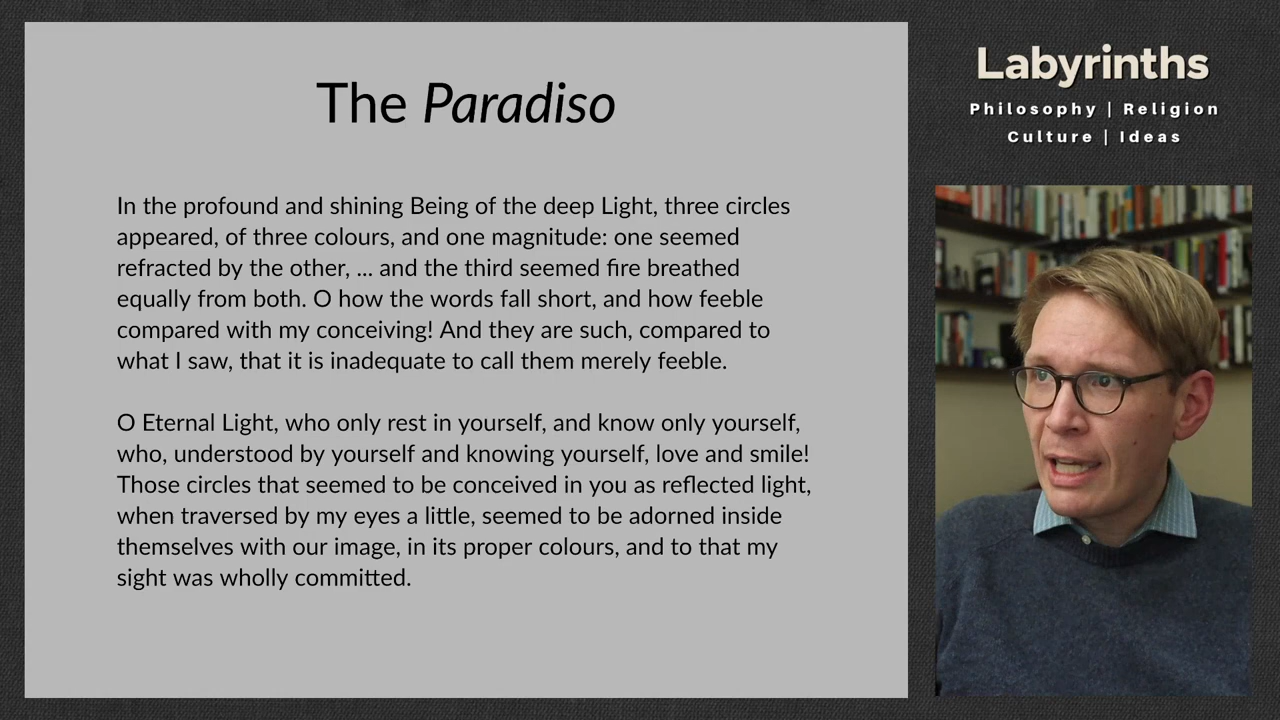 The Paradiso
In the profound and shining Being of the deep Light, three circles
appeared, of three colours, and one magnitude: one seemed
refracted by the other, ... and the third seemed fire breathed
equally from both. O how the words fall short, and how feeble
compared with my conceiving! And they are such, compared to
what I saw, that it is inadequate to call them merely feeble.
O Eternal Light, who only rest in yourself, and know only yourself,
who, understood by yourself and knowing yourself, love and smile!
Those circles that seemed to be conceived in you as reflected light,
when traversed by my eyes a little, seemed to be adorned inside
themselves with our image, in its proper colours, and to that my
sight was wholly committed.
Labyrinths
Philosophy | Religion
Culture | Ideas